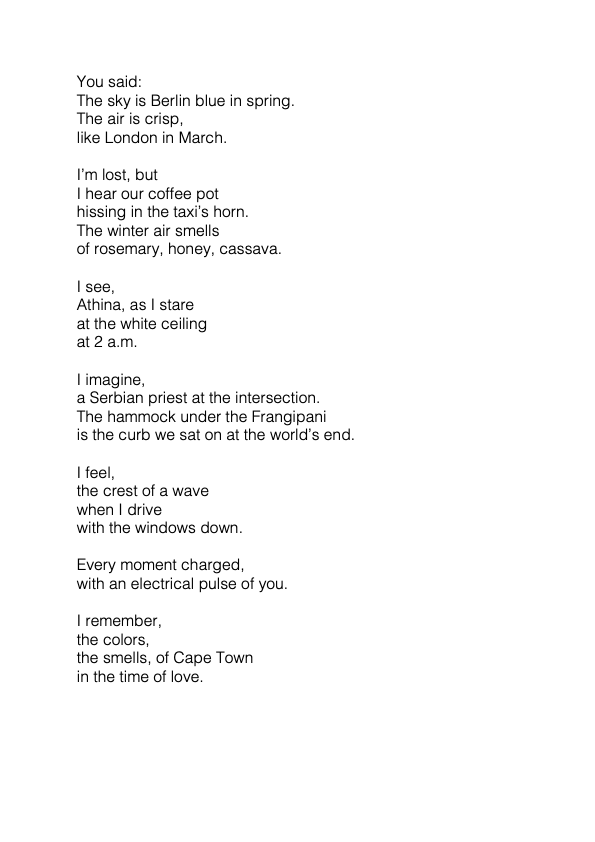 You said:
The sky is Berlin blue in spring.
The air is crisp,
like London in March.

I'm lost, but
I hear our coffee pot
hissing in the taxi's horn.
The winter air smells
of rosemary, honey, cassava.

I see,
Athina, as I stare
at the white ceiling
at 2 a.m.

I imagine,
a Serbian priest at the intersection.
The hammock under the Frangipani
is the curb we sat on at the world's end.

I feel,
the crest of a wave
when I drive
with the windows down.

Every moment charged,
with an electrical pulse of you.

I remember,
the colors,
the smells, of Cape Town
in the time of love.